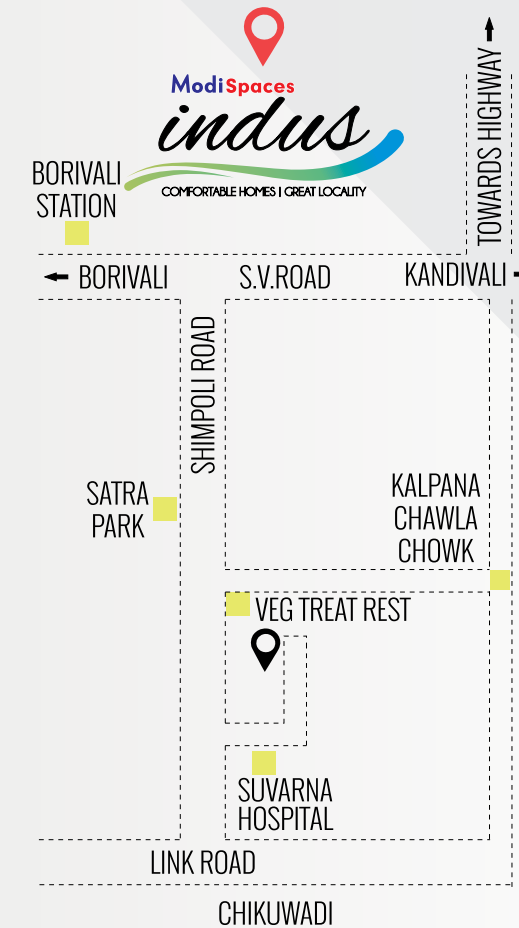 ModiSpaces
indus
COMFORTABLE HOMES | GREAT LOCALITY
TOWARDS HIGHWAY
BORIVALI
STATION
BORIVALI
S.V.ROAD
KANDIVALI
SHIMPOLI ROAD
SATRA
PARK
KALPANA
CHAWLA
CHOWK
VEG TREAT REST
SUVARNA
HOSPITAL
LINK ROAD
CHIKUWADI